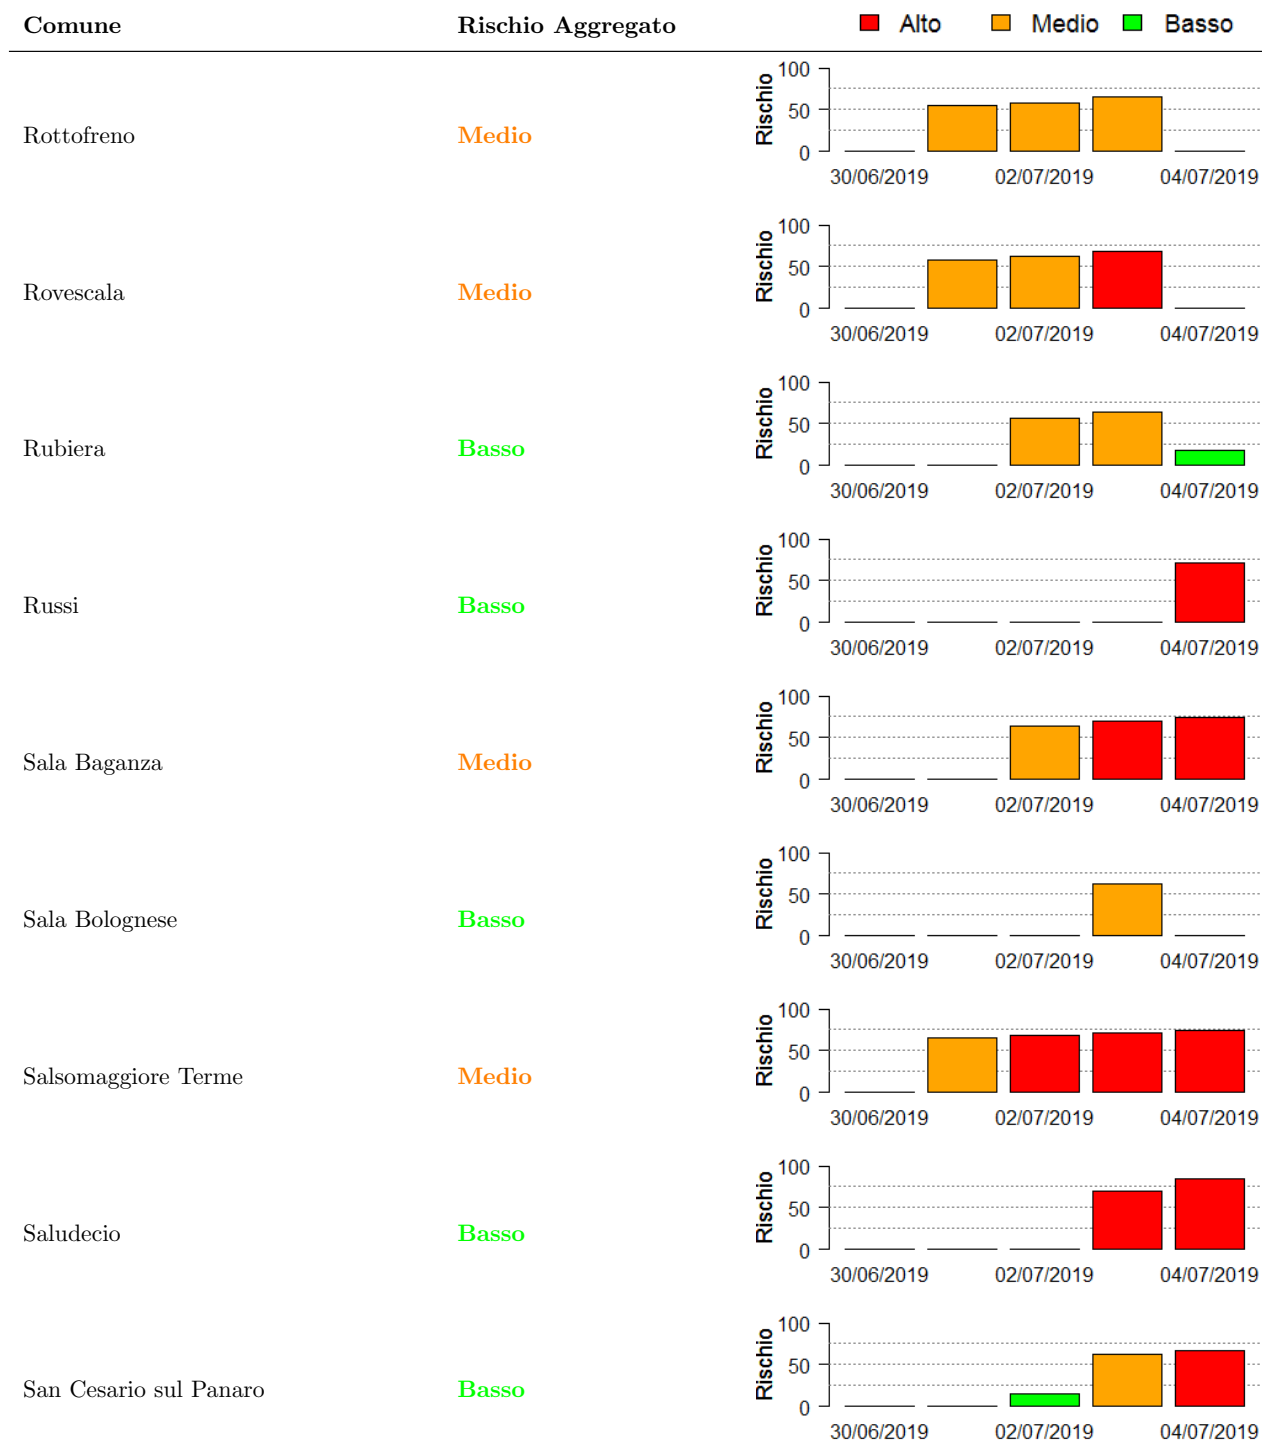 Comune Rischio Aggregato Alto Medio Basso
100
50
0
Rischio
Rottofreno Medio
30/06/2019 02/07/2019 04/07/2019
100
50
0
Rischio
Rovescala Medio
30/06/2019 02/07/2019 04/07/2019
100
50
0
Rischio
Rubiera Basso
30/06/2019 02/07/2019 04/07/2019
100
50
0
Rischio
Russi Basso
30/06/2019 02/07/2019 04/07/2019
100
50
0
Rischio
Sala Baganza Medio
30/06/2019 02/07/2019 04/07/2019
100
50
0
Rischio
Sala Bolognese Basso
30/06/2019 02/07/2019 04/07/2019
100
50
0
Rischio
Salsomaggiore Terme Medio
30/06/2019 02/07/2019 04/07/2019
100
50
0
Rischio
Saludecio Basso
30/06/2019 02/07/2019 04/07/2019
100
50
0
Rischio
San Cesario sul Panaro Basso
30/06/2019 02/07/2019 04/07/2019